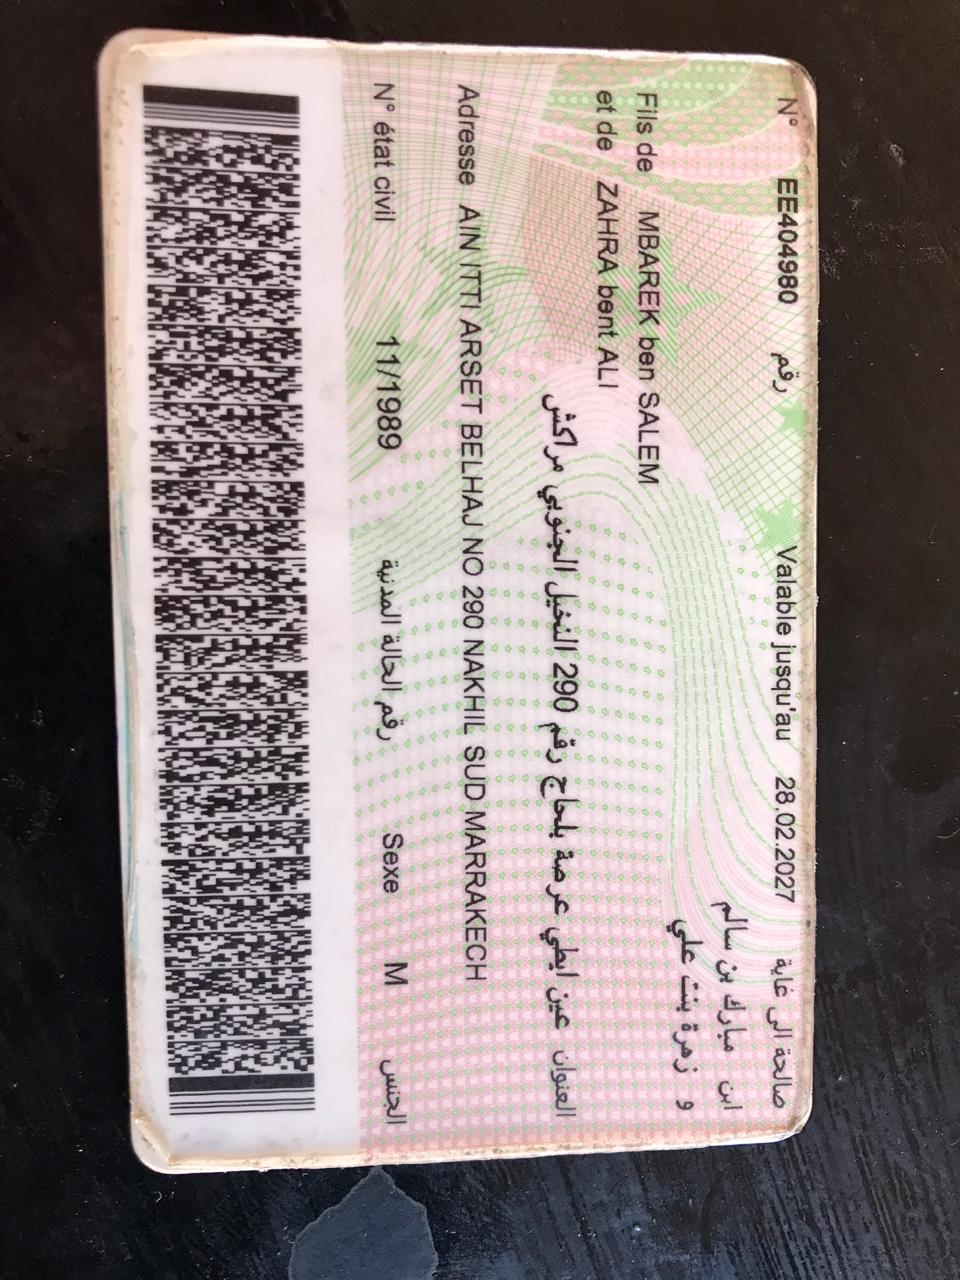 N° EE404980 رقم Valable jusqu'au 28.02.2027 صالحة الى غاية
ابن مبارك بن سالم
و زهرة بنت علي
Fils de MBAREK ben SALEM
et de ZAHRA bent ALI
العنوان عين ايطي عرصة بلحاج رقم 290 النخيل الجنوبي مراكش
Adresse AIN ITTI ARSET BELHAJ NO 290 NAKHIL SUD MARRAKECH
N° état civil 11/1989 رقم الحالة المدنية Sexe M الجنس